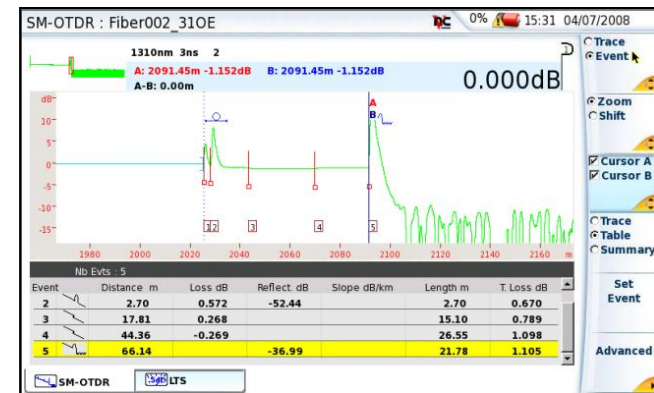 SM-OTDR : Fiber002_31OE
DC 0% 15:31 04/07/2008
1310nm 3ns 2
A: 2091.45m -1.152dB B: 2091.45m -1.152dB
A-B: 0.00m
0.000dB
dB
10
5
0
-5
-10
-15
A
B
1 2 3 4 5
1980 2000 2020 2040 2060 2080 2100 2120 2140 2160 m
Nb Evts : 5
Event Distance m Loss dB Reflect. dB Slope dB/km Length m T. Loss dB
2 2.70 0.572 -52.44 2.70 0.670
3 17.81 0.268 15.10 0.789
4 44.36 -0.269 26.55 1.098
5 66.14 -36.99 21.78 1.105
SM-OTDR
LTS
Trace
Event
Zoom
Shift
Cursor A
Cursor B
Trace
Table
Summary
Set
Event
Advanced